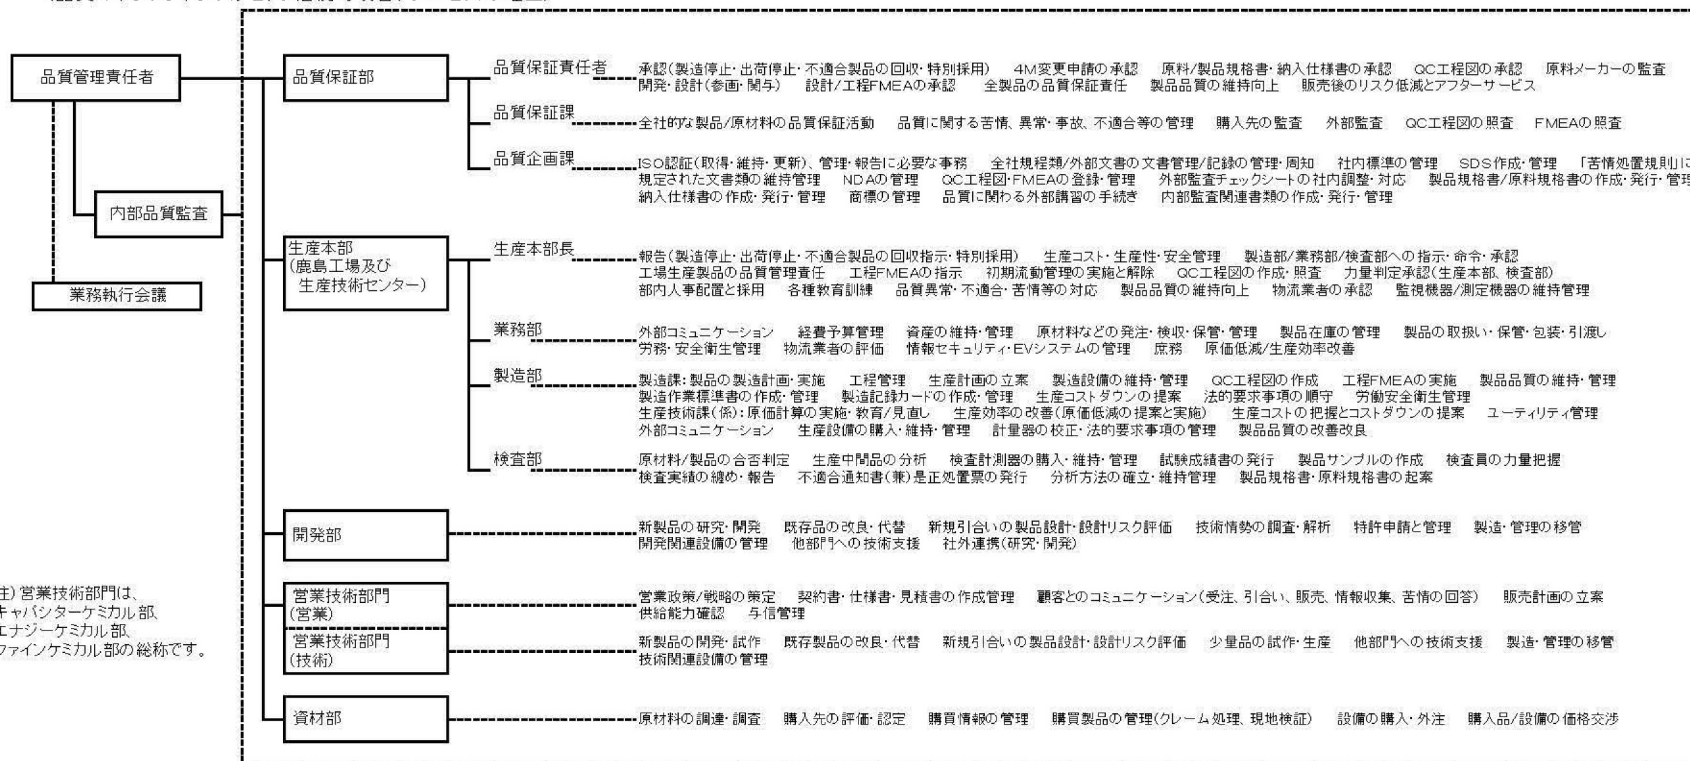 品質管理責任者
内部品質監査
業務執行会議
品質保証部
品質保証責任者
承認(製造停止・出荷停止・不適合製品の回収・特別採用) 4M変更申請の承認 原料/製品規格書・納入仕様書の承認 QC工程図の承認 原料メーカーの監査
開発・設計(参画・関与) 設計/工程FMEAの承認 全製品の品質保証責任 製品品質の維持向上 販売後のリスク低減とアフターサービス
品質保証課
全社的な製品/原材料の品質保証活動 品質に関する苦情、異常・事故、不適合等の管理 購入先の監査 外部監査 QC工程図の照査 FMEAの照査
品質企画課
ISO認証(取得・維持・更新)、管理・報告に必要な事務 全社規程類/外部文書の文書管理/記録の管理・周知 社内標準の管理 SDS作成・管理 「苦情処置規則」に
規定された文書類の維持管理 NDAの管理 QC工程図・FMEAの登録・管理 外部監査チェックシートの社内調整・対応 製品規格書/原料規格書の作成・発行・管理
納入仕様書の作成・発行・管理 商標の管理 品質に関わる外部講習の手続き 内部監査関連書類の作成・発行・管理
生産本部
(鹿島工場及び
生産技術センター)
生産本部長
報告(製造停止・出荷停止・不適合製品の回収指示・特別採用) 生産コスト・生産性・安全管理 製造部/業務部/検査部への指示・命令・承認
工場生産製品の品質管理責任 工程FMEAの指示 初期流動管理の実施と解除 QC工程図の作成・照査 力量判定承認(生産本部、検査部)
部内人事配置と採用 各種教育訓練 品質異常・不適合・苦情等の対応 製品品質の維持向上 物流業者の承認 監視機器/測定機器の維持管理
業務部
外部コミュニケーション 経費予算管理 資産の維持・管理 原材料などの発注・検収・保管・管理 製品在庫の管理 製品の取扱い・保管・包装・引渡し
労務・安全衛生管理 物流業者の評価 情報セキュリティ・EVシステムの管理 庶務 原価低減/生産効率改善
製造部
製造課:製品の製造計画・実施 工程管理 生産計画の立案 製造設備の維持・管理 QC工程図の作成 工程FMEAの実施 製品品質の維持・管理
製造作業標準書の作成・管理 製造記録カードの作成・管理 生産コストダウンの提案 法的要求事項の順守 労働安全衛生管理
生産技術課(係):原価計算の実施・教育/見直し 生産効率の改善(原価低減の提案と実施) 生産コストの把握とコストダウンの提案 ユーティリティ管理
外部コミュニケーション 生産設備の購入・維持・管理 計量器の校正・法的要求事項の管理 製品品質の改善改良
検査部
原材料/製品の合否判定 生産中間品の分析 検査計測器の購入・維持・管理 試験成績書の発行 製品サンプルの作成 検査員の力量把握
検査実績の纏め・報告 不適合通知書(兼)是正処置票の発行 分析方法の確立・維持管理 製品規格書・原料規格書の起案
開発部
新製品の研究・開発 既存品の改良・代替 新規引合いの製品設計・設計リスク評価 技術情勢の調査・解析 特許申請と管理 製造・管理の移管
開発関連設備の管理 他部門への技術支援 社外連携(研究・開発)
注)営業技術部門は、
キャパシターケミカル部、
エナジーケミカル部、
ファインケミカル部の総称です。
営業技術部門
(営業)
営業政策/戦略の策定 契約書・仕様書・見積書の作成管理 顧客とのコミュニケーション(受注、引合い、販売、情報収集、苦情の回答) 販売計画の立案
供給能力確認 与信管理
営業技術部門
(技術)
新製品の開発・試作 既存製品の改良・代替 新規引合いの製品設計・設計リスク評価 少量品の試作・生産 他部門への技術支援 製造・管理の移管
技術関連設備の管理
資材部
原材料の調達・調査 購入先の評価・認定 購買情報の管理 購買製品の管理(クレーム処理、現地検証) 設備の購入・外注 購入品/設備の価格交渉